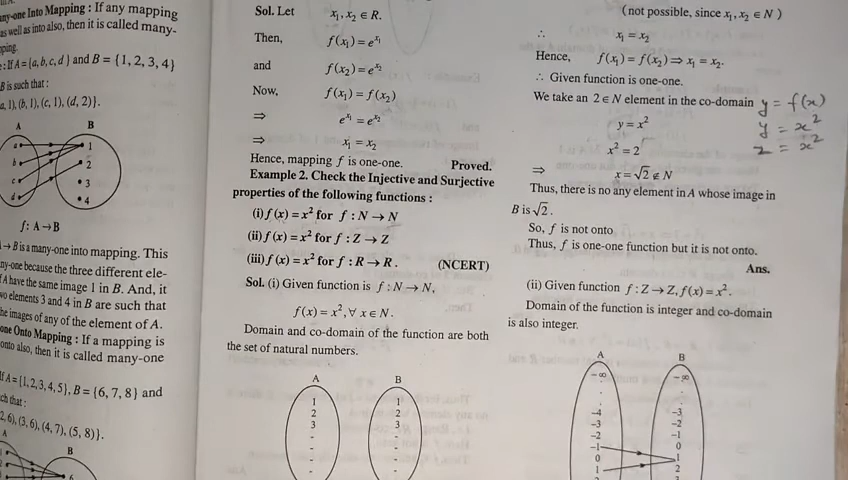 any-one Into Mapping : If any mapping
as well as into also, then it is called many-
pping.
: If A = {a, b, c, d} and B = {1, 2, 3, 4}
B is such that :
a, 1), (b, 1), (c, 1), (d, 2)}.
A B
a 1
b 2
c 3
d 4
f : A → B
A → B is a many-one into mapping. This
ny-one because the three different ele-
f A have the same image 1 in B. And, it
wo elements 3 and 4 in B are such that
he images of any of the element of A.
one Onto Mapping : If a mapping is
onto also, then it is called many-one
If A = {1, 2, 3, 4, 5}, B = {6, 7, 8} and
ch that :
2, 6), (3, 6), (4, 7), (5, 8)}.
A B
6
Sol. Let x₁, x₂ ∈ R.
Then, f(x₁) = e^x₁
and f(x₂) = e^x₂
Now, f(x₁) = f(x₂)
⇒ e^x₁ = e^x₂
⇒ x₁ = x₂
Hence, mapping f is one-one. Proved.
Example 2. Check the Injective and Surjective
properties of the following functions :
(i) f(x) = x² for f : N → N
(ii) f(x) = x² for f : Z → Z
(iii) f(x) = x² for f : R → R. (NCERT)
Sol. (i) Given function is f : N → N,
f(x) = x², ∀ x ∈ N.
Domain and co-domain of the function are both
the set of natural numbers.
A B
1 1
2 2
3 3
(not possible, since x₁, x₂ ∈ N)
∴ x₁ = x₂
Hence, f(x₁) = f(x₂) ⇒ x₁ = x₂.
∴ Given function is one-one.
We take an 2 ∈ N element in the co-domain
y = x²
x² = 2
⇒ x = √2 ∉ N
y = f(x)
y = x²
2 = x²
Thus, there is no any element in A whose image in
B is √2.
So, f is not onto
Thus, f is one-one function but it is not onto.
Ans.
(ii) Given function f : Z → Z, f(x) = x².
Domain of the function is integer and co-domain
is also integer.
A B
-∞ -∞
-4 -3
-3 -2
-2 -1
-1 0
0 1
1 2